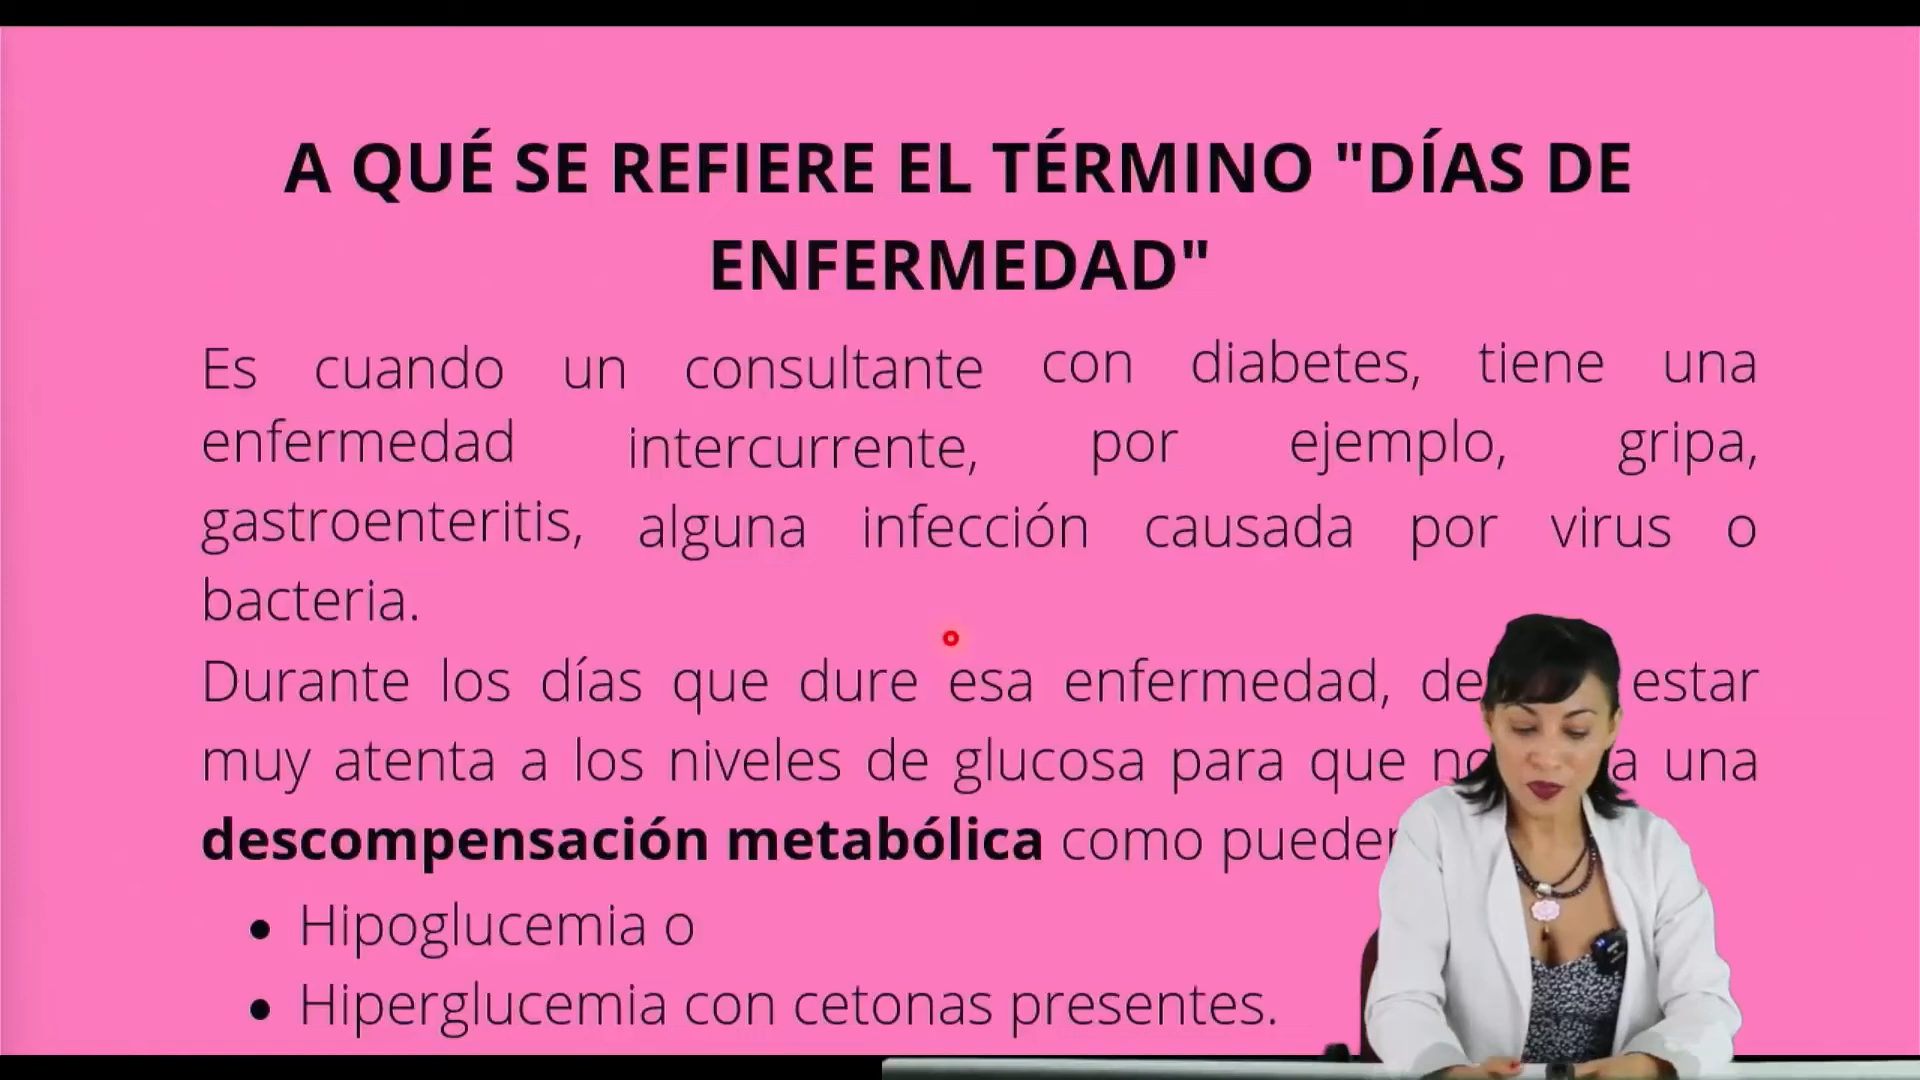 A QUÉ SE REFIERE EL TÉRMINO "DÍAS DE
ENFERMEDAD"
Es cuando un consultante con diabetes, tiene una
enfermedad intercurrente, por ejemplo, gripa,
gastroenteritis, alguna infección causada por virus o
bacteria.
Durante los días que dure esa enfermedad, estar
muy atenta a los niveles de glucosa para que una
descompensación metabólica como
Hipoglucemia o
Hiperglucemia con cetonas presentes.